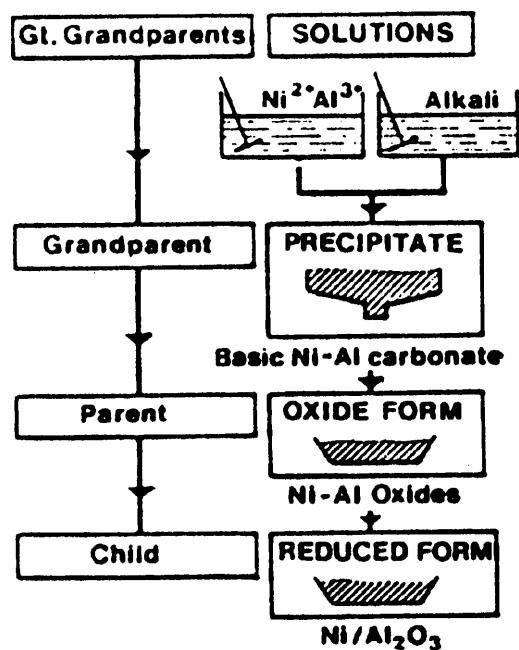 Gt. Grandparents
SOLUTIONS
Ni²⁺Al³⁺
Alkali
Grandparent
PRECIPITATE
Basic Ni-Al carbonate
Parent
OXIDE FORM
Ni-Al Oxides
Child
REDUCED FORM
Ni/Al₂O₃